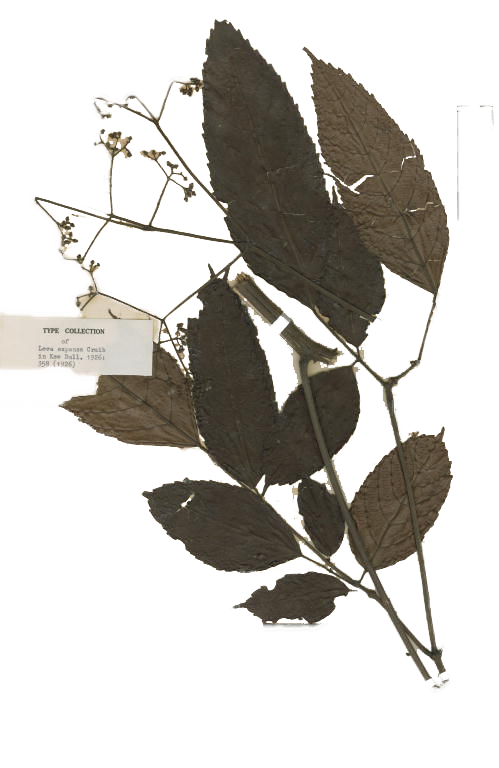 TYPE COLLECTION
of
Leea expansa Craib
in Kew Bull. 1926:
358 (1926)